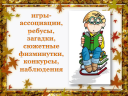 игры-
ассоциации,
ребусы,
загадки,
сюжетные
физминутки,
конкурсы,
наблюдения